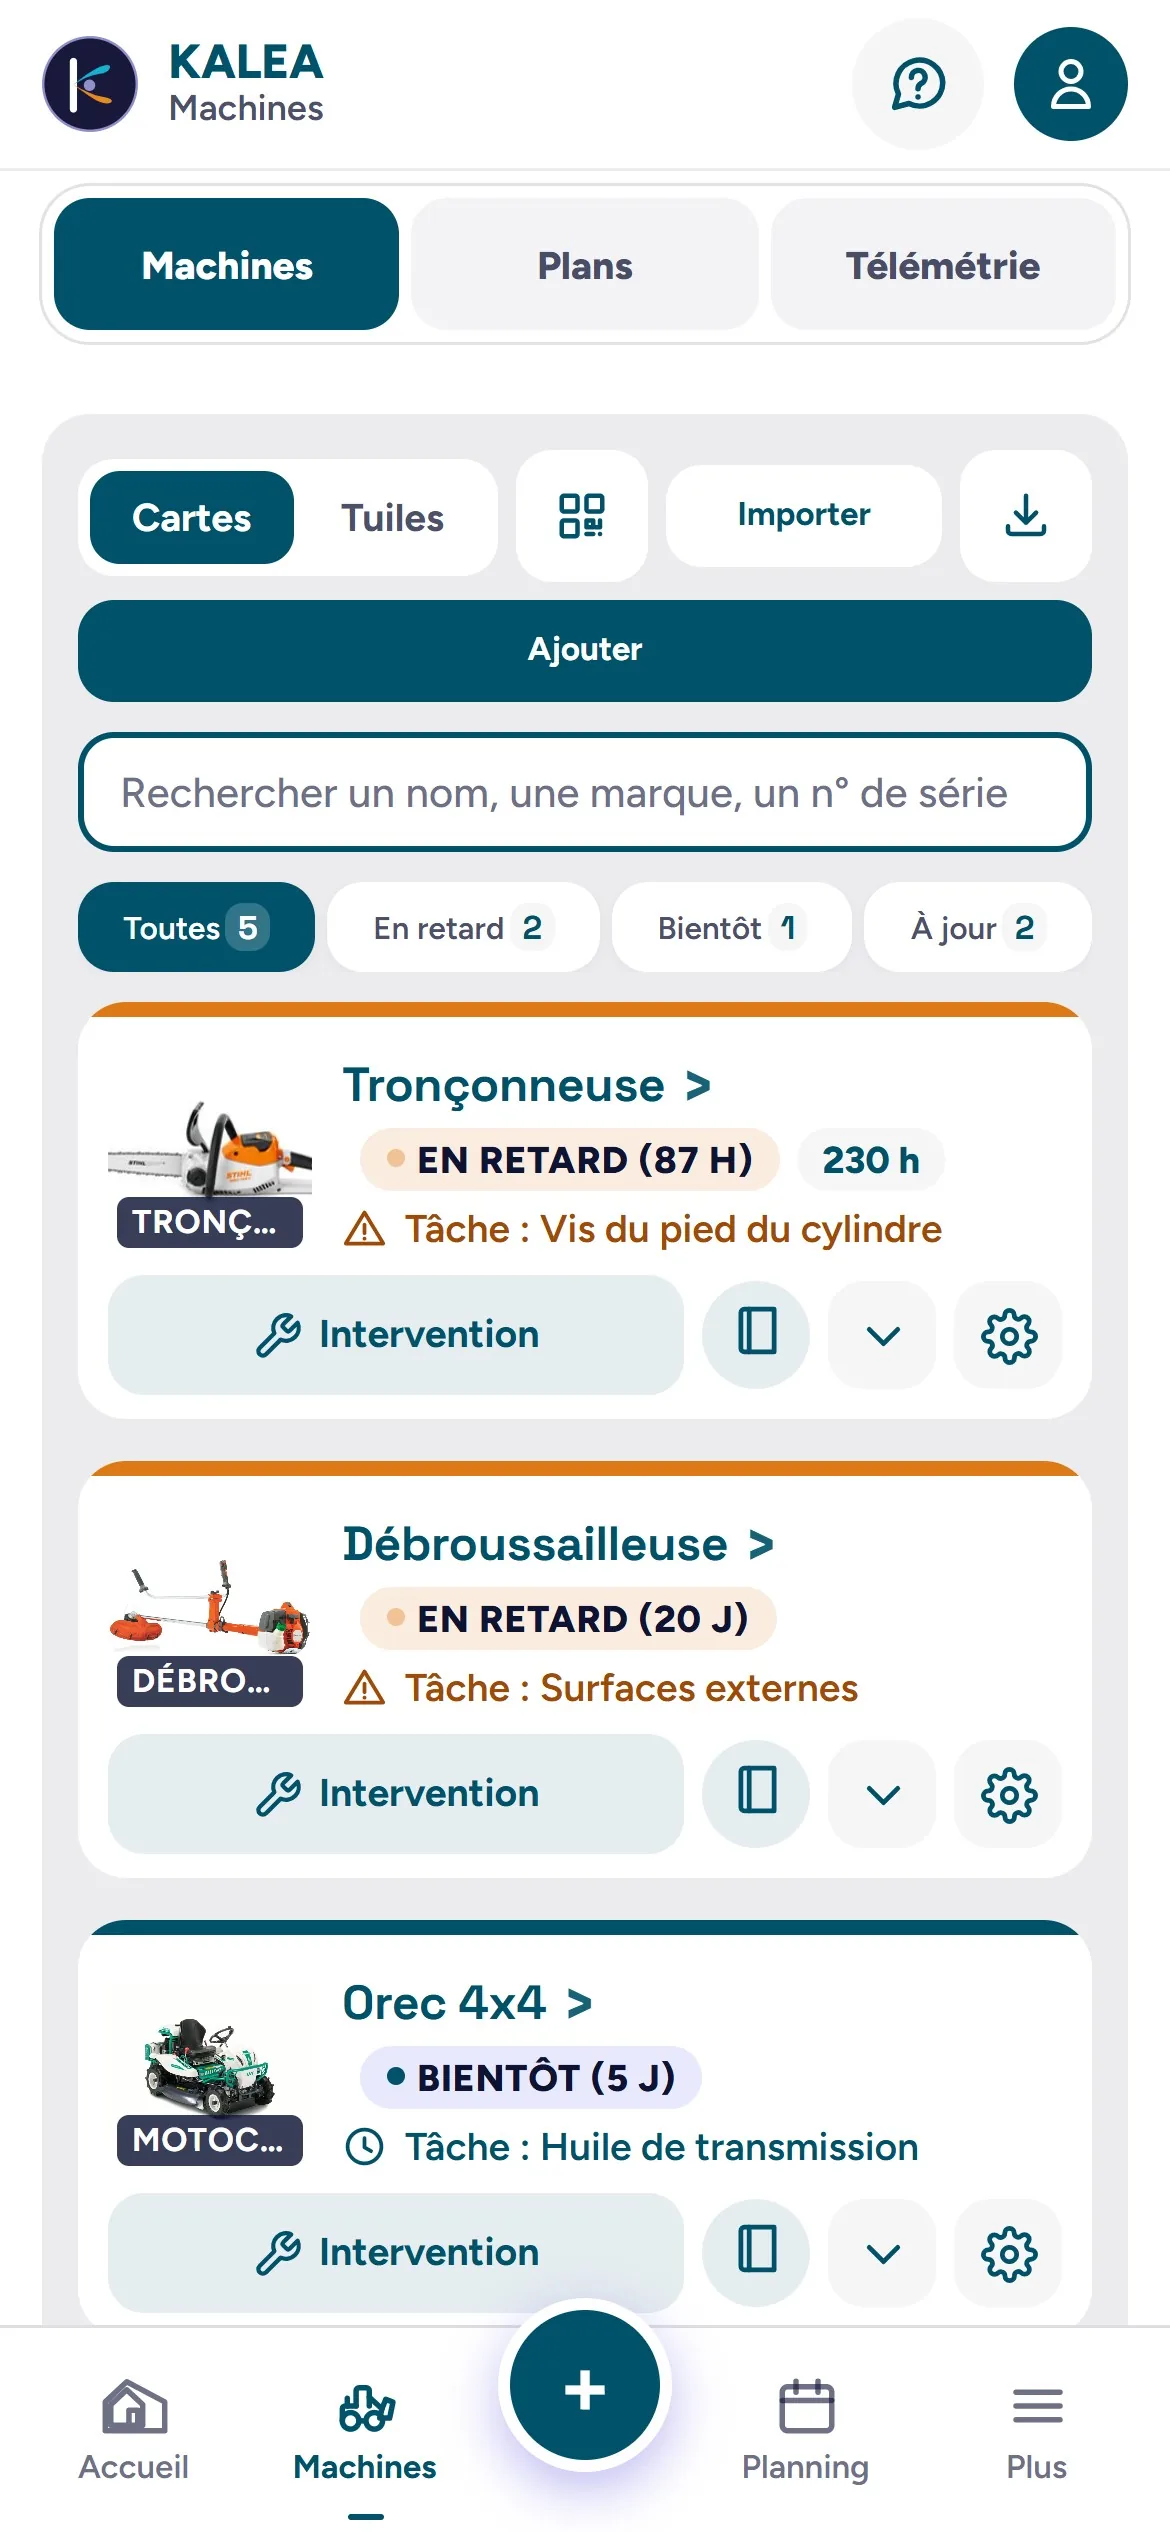 KALEA
Machines
Machines
Plans
Télémétrie
Cartes
Tuiles
Importer
Ajouter
Rechercher un nom, une marque, un n° de série
Toutes 5
En retard 2
Bientôt 1
À jour 2
Tronçonneuse >
EN RETARD (87 H)
230 h
STIHL
STIHL
TRONÇ...
Tâche : Vis du pied du cylindre
Intervention
Débroussailleuse >
EN RETARD (20 J)
DÉBRO...
Tâche : Surfaces externes
Intervention
Orec 4x4 >
BIENTÔT (5 J)
MOTOC...
Tâche : Huile de transmission
Intervention
+
Accueil
Machines
Planning
Plus